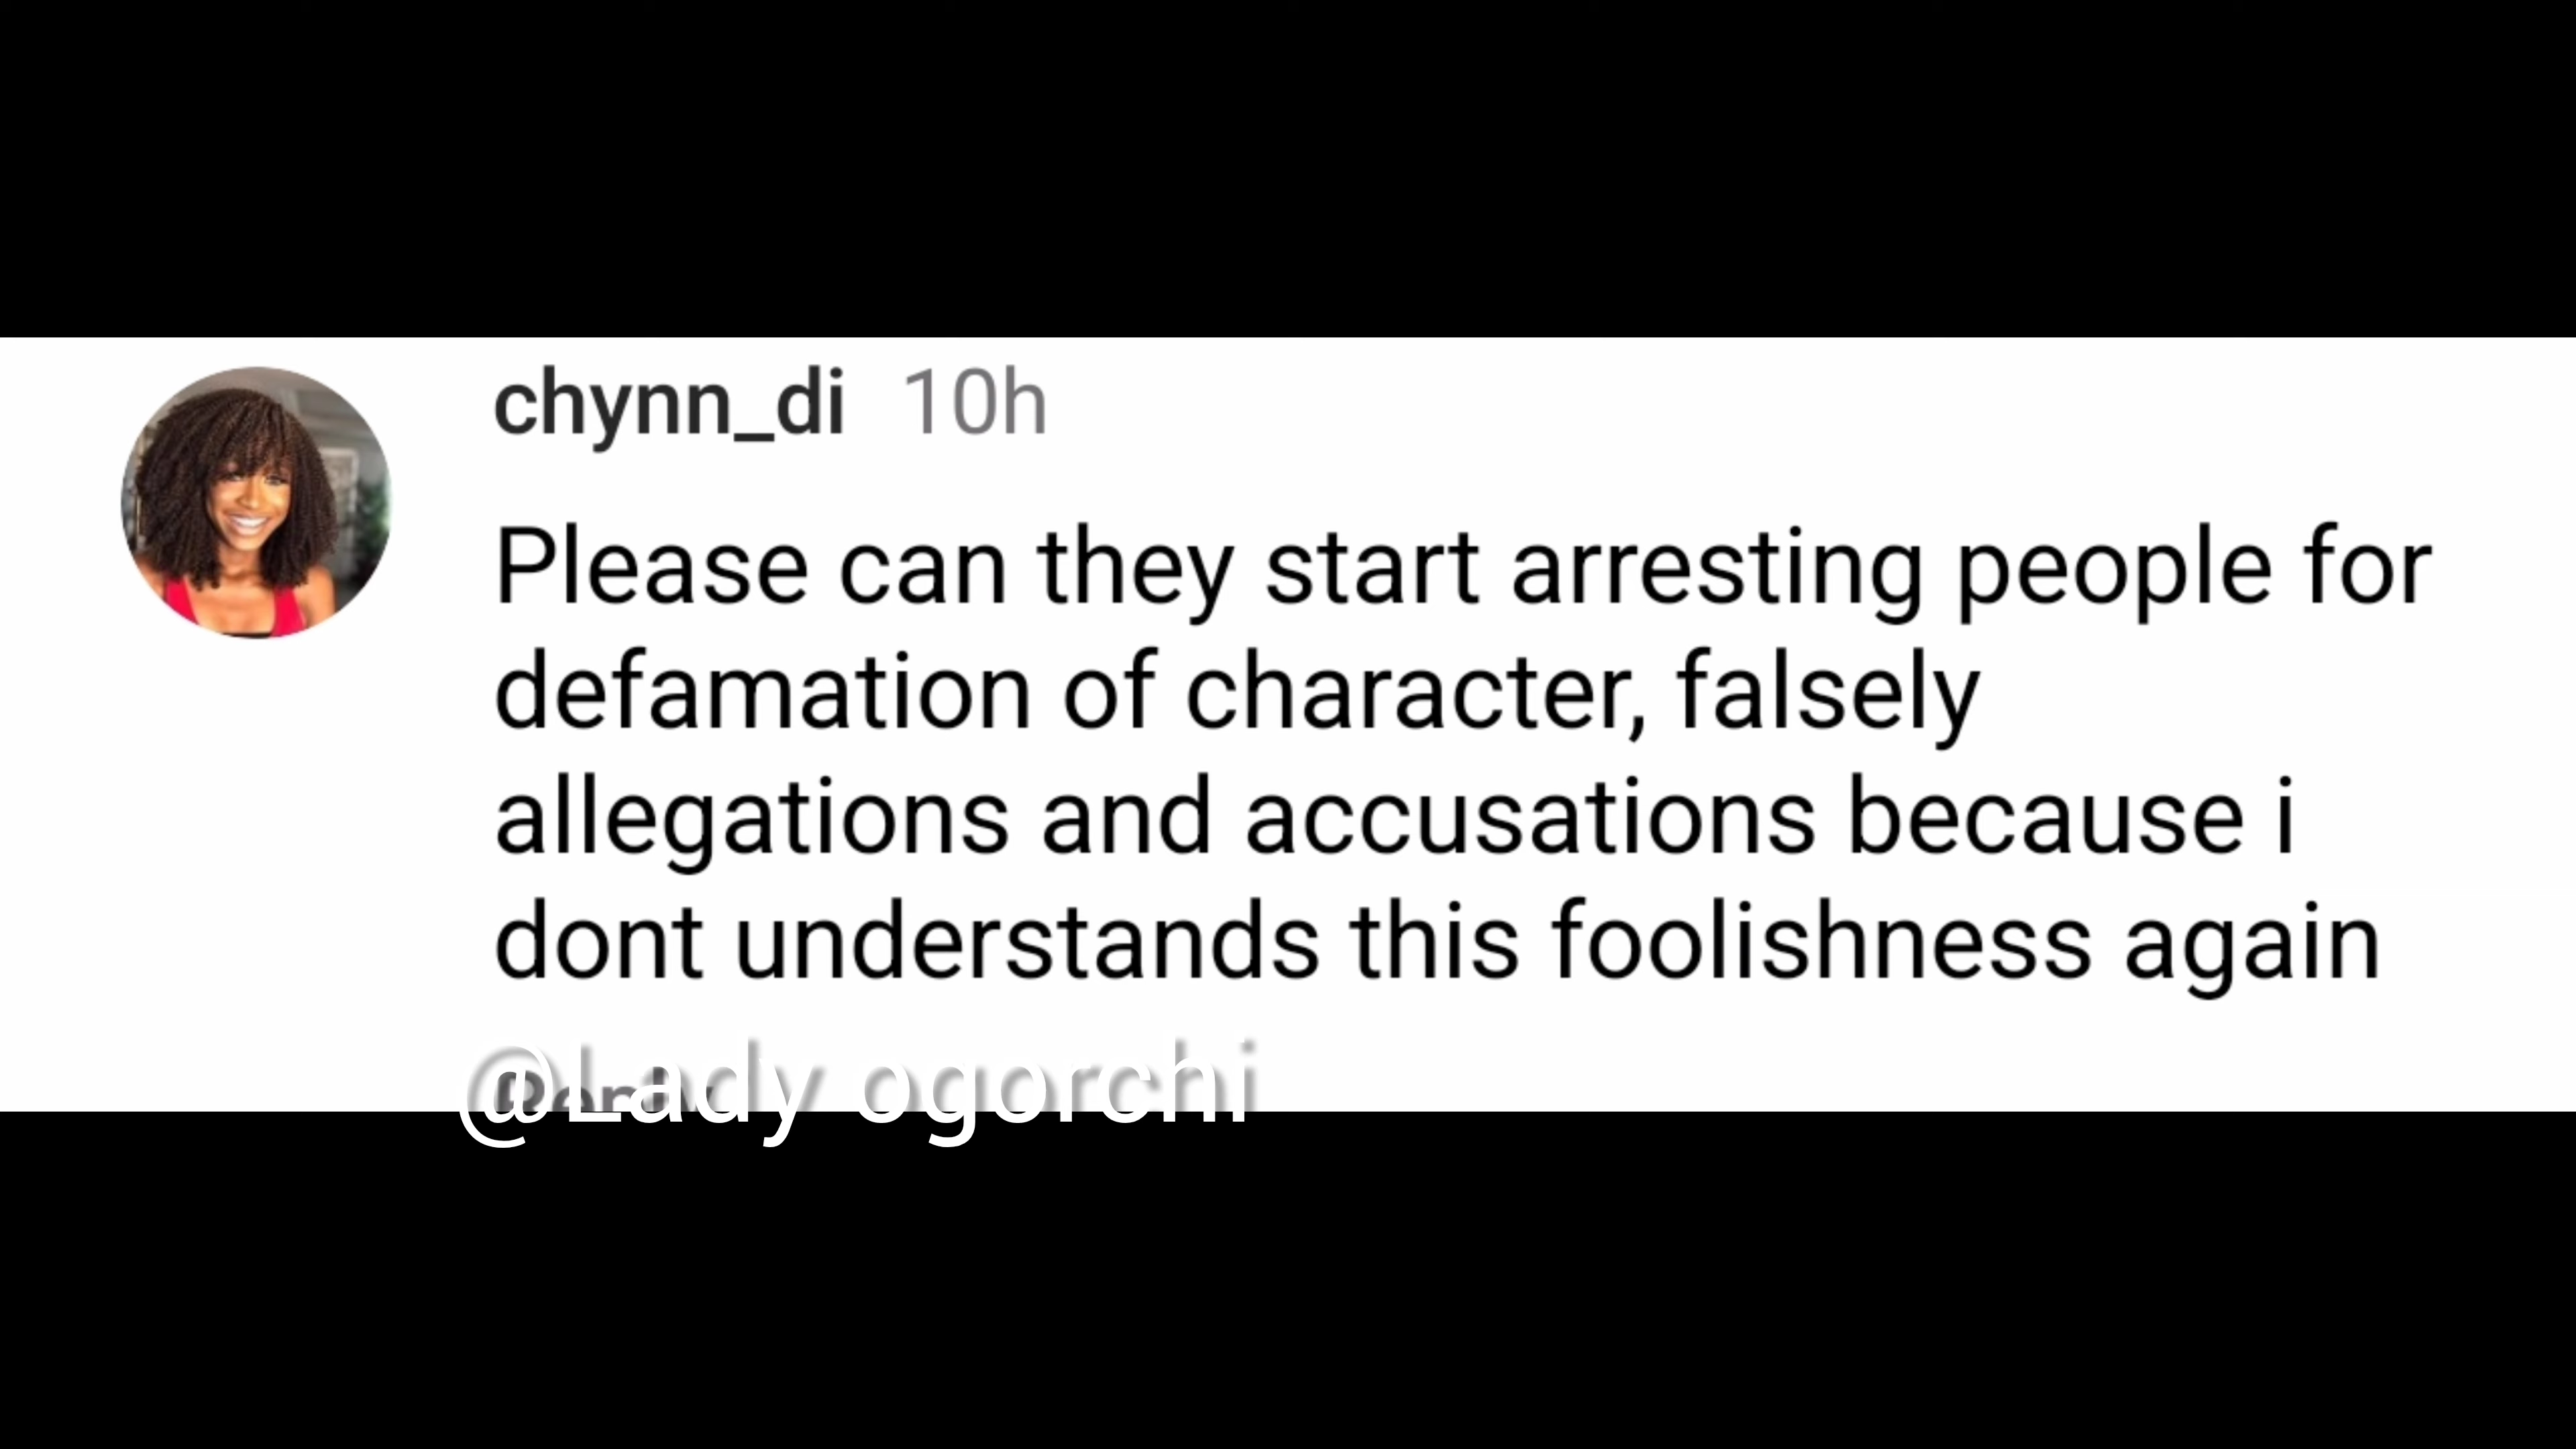 chynn_di 10h
Please can they start arresting people for
defamation of character, falsely
allegations and accusations because i
dont understands this foolishness again
@Lady ogorchi
Reply